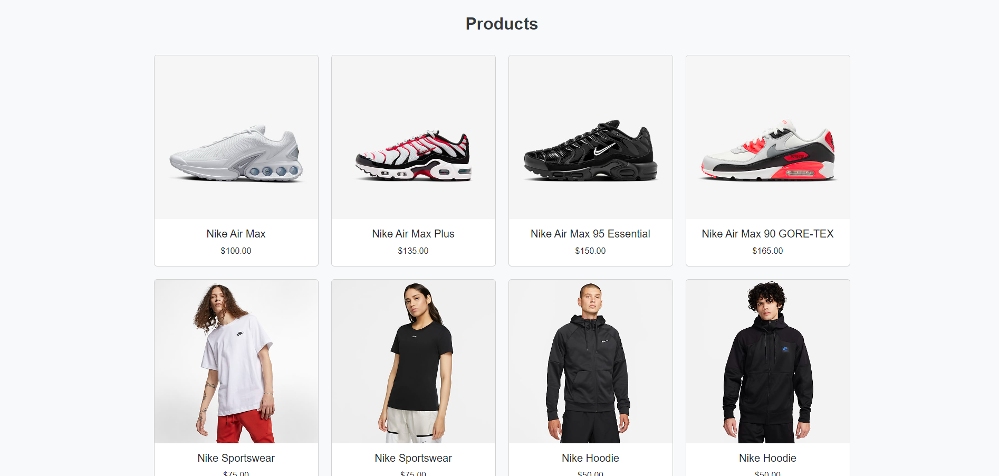 Products
Nike Air Max
$100.00
Nike Air Max Plus
$135.00
Nike Air Max 95 Essential
$150.00
Nike Air Max 90 GORE-TEX
$165.00
Nike Sportswear
$75.00
Nike Sportswear
$75.00
Nike Hoodie
$50.00
Nike Hoodie
$50.00